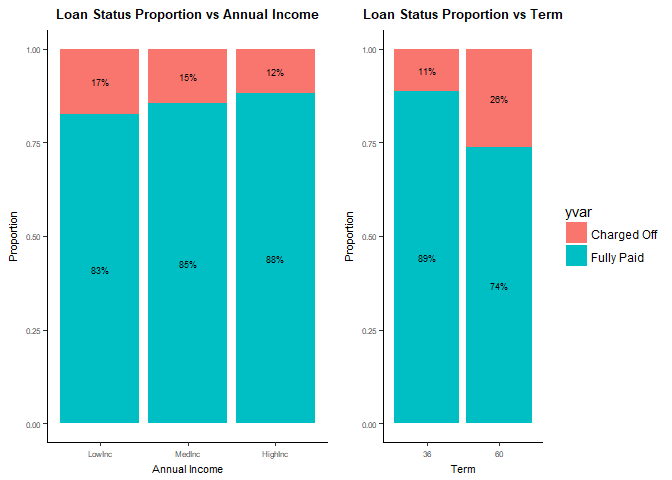 Loan Status Proportion vs Annual Income
1.00
0.75
0.50
0.25
0.00
Proportion
17%
15%
12%
83%
85%
88%
LowInc
MedInc
HighInc
Annual Income
Loan Status Proportion vs Term
1.00
0.75
0.50
0.25
0.00
Proportion
11%
26%
89%
74%
36
60
Term
yvar
Charged Off
Fully Paid